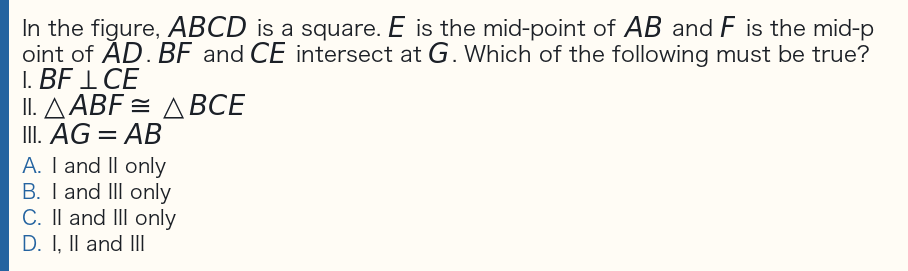 In the figure, ABCD is a square. E is the mid-point of AB and F is the mid-p
oint of AD. BF and CE intersect at G. Which of the following must be true?
I. BF ⊥ CE
II. △ABF ≅ △BCE
III. AG = AB
A. I and II only
B. I and III only
C. II and III only
D. I, II and III